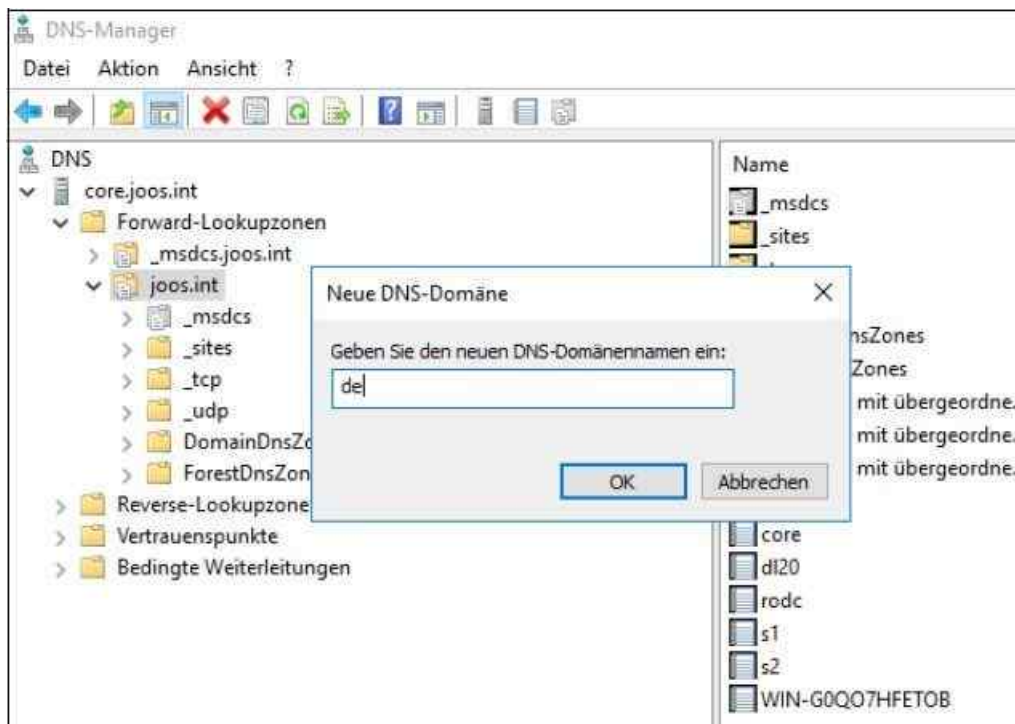 DNS-Manager
Datei Aktion Ansicht ?
DNS
core.joos.int
Forward-Lookupzonen
_msdcs.joos.int
joos.int
_msdcs
_sites
_tcp
_udp
DomainDnsZo
ForestDnsZon
Reverse-Lookupzone
Vertrauenspunkte
Bedingte Weiterleitungen
Neue DNS-Domäne
Geben Sie den neuen DNS-Domänennamen ein:
de
OK Abbrechen
Name
_msdcs
_sites
nsZones
Zones
mit übergeordne.
mit übergeordne.
mit übergeordne.
core
dl20
rodc
s1
s2
WIN-G0QO7HFETOB